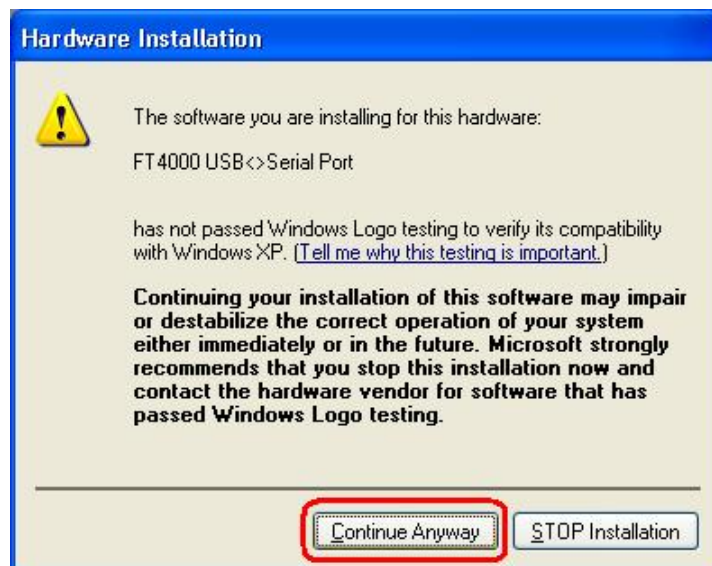 Hardware Installation
The software you are installing for this hardware:
FT4000 USB<>Serial Port
has not passed Windows Logo testing to verify its compatibility
with Windows XP. (Tell me why this testing is important.)
Continuing your installation of this software may impair
or destabilize the correct operation of your system
either immediately or in the future. Microsoft strongly
recommends that you stop this installation now and
contact the hardware vendor for software that has
passed Windows Logo testing.
Continue Anyway STOP Installation